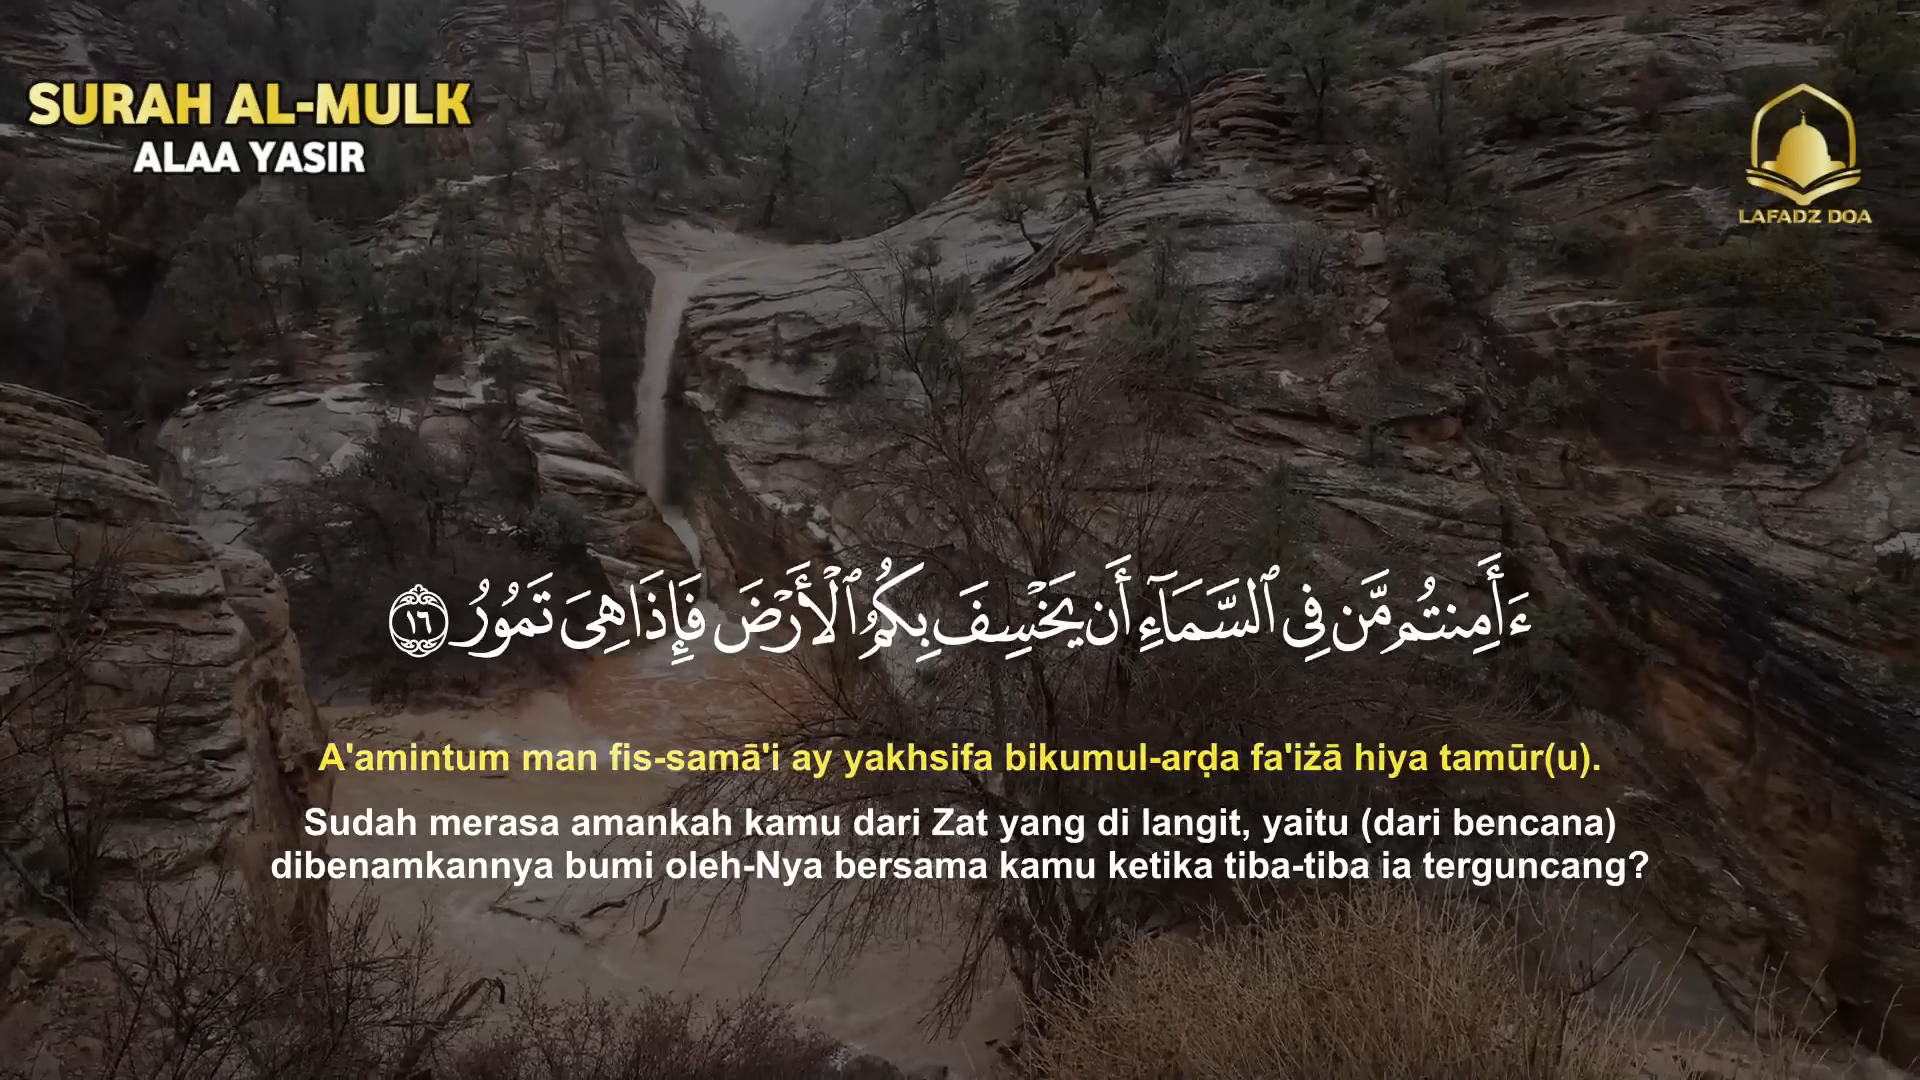 SURAH AL-MULK
ALAA YASIR
LAFADZ DOA
ءَأَمِنتُم مَّن فِى ٱلسَّمَآءِ أَن يَخْسِفَ بِكُمُ ٱلْأَرْضَ فَإِذَا هِىَ تَمُورُ ١٦
A'amintum man fis-samā'i ay yakhsifa bikumul-arḍa fa'iżā hiya tamūr(u).
Sudah merasa amankah kamu dari Zat yang di langit, yaitu (dari bencana)
dibenamkannya bumi oleh-Nya bersama kamu ketika tiba-tiba ia terguncang?